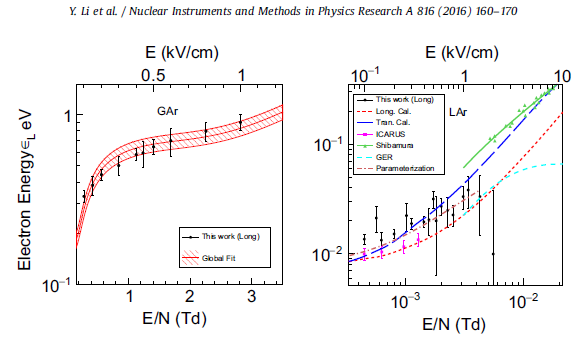 Y. Li et al. / Nuclear Instruments and Methods in Physics Research A 816 (2016) 160–170
E (kV/cm)
0.5 1
GAr
Electron Energy ∈L eV
1
10⁻¹
This work (Long)
Global Fit
1 2 3
E/N (Td)
E (kV/cm)
10⁻¹ 1 10
LAr
This work (Long)
Long. Cal.
Tran. Cal.
ICARUS
Shibamura
GER
Parameterization
10⁻¹
10⁻²
10⁻³ 10⁻²
E/N (Td)